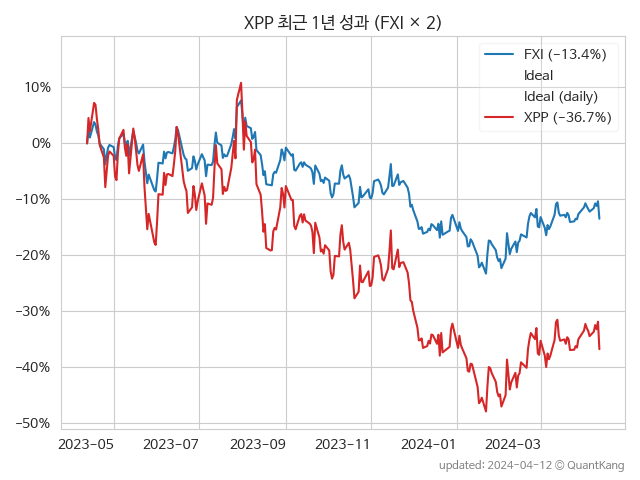 XPP 최근 1년 성과 (FXI × 2)
FXI (−13.4%)
Ideal
Ideal (daily)
XPP (−36.7%)
10%
0%
−10%
−20%
−30%
−40%
−50%
2023−05 2023−07 2023−09 2023−11 2024−01 2024−03
updated: 2024−04−12 © QuantKang